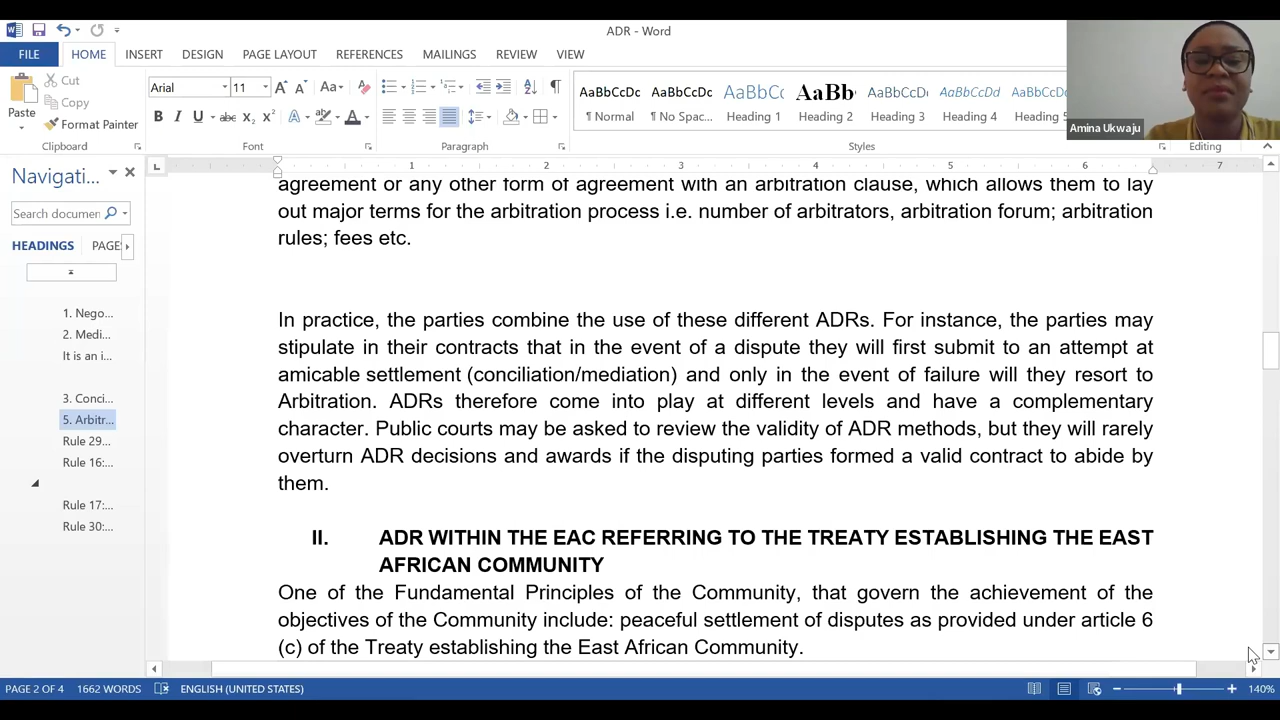 ADR - Word
FILE HOME INSERT DESIGN PAGE LAYOUT REFERENCES MAILINGS REVIEW VIEW
Paste
Cut
Copy
Format Painter
Clipboard
Arial 11
Font
Paragraph
AaBbCcDc AaBbCcDc AaBbCc AaBb AaBbCcDc AaBbCcDd AaBbCcD
¶ Normal ¶ No Spac... Heading 1 Heading 2 Heading 3 Heading 4 Heading 5
Styles
Editing
Amina Ukwaju
Navigati...
Search documen
HEADINGS PAGE
1. Nego...
2. Medi...
It is an i...
3. Conci...
5. Arbitr...
Rule 29...
Rule 16:...
Rule 17:...
Rule 30:...
1 2 3 4 5 6 7
agreement or any other form of agreement with an arbitration clause, which allows them to lay
out major terms for the arbitration process i.e. number of arbitrators, arbitration forum; arbitration
rules; fees etc.
In practice, the parties combine the use of these different ADRs. For instance, the parties may
stipulate in their contracts that in the event of a dispute they will first submit to an attempt at
amicable settlement (conciliation/mediation) and only in the event of failure will they resort to
Arbitration. ADRs therefore come into play at different levels and have a complementary
character. Public courts may be asked to review the validity of ADR methods, but they will rarely
overturn ADR decisions and awards if the disputing parties formed a valid contract to abide by
them.
II. ADR WITHIN THE EAC REFERRING TO THE TREATY ESTABLISHING THE EAST
AFRICAN COMMUNITY
One of the Fundamental Principles of the Community, that govern the achievement of the
objectives of the Community include: peaceful settlement of disputes as provided under article 6
(c) of the Treaty establishing the East African Community.
PAGE 2 OF 4 1662 WORDS ENGLISH (UNITED STATES) 140%